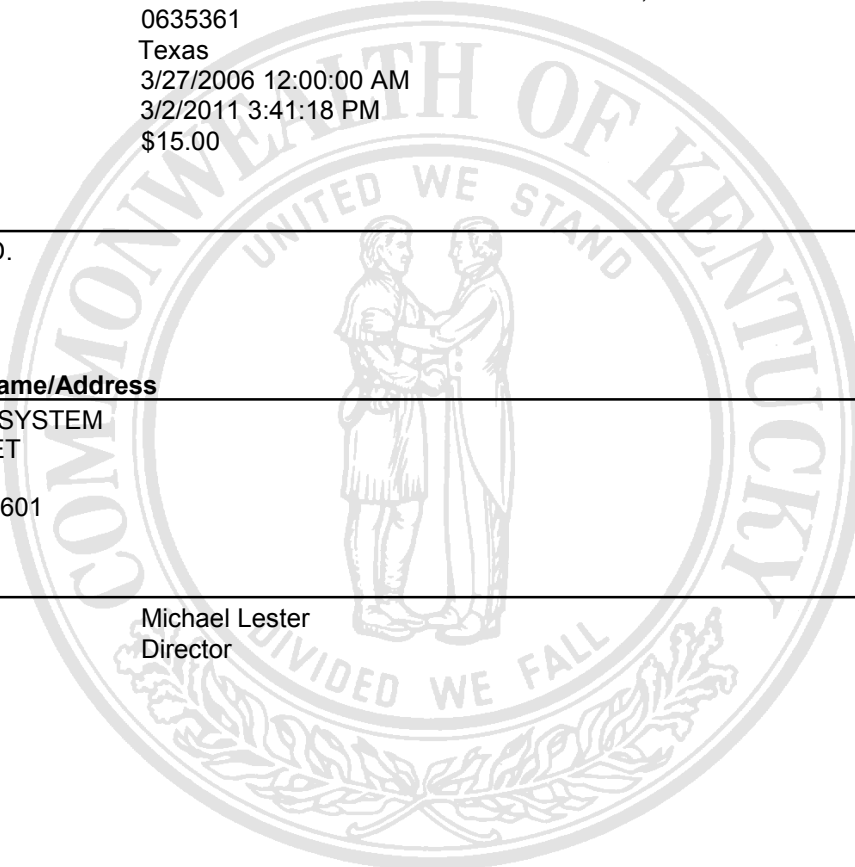 0635361
Texas
3/27/2006 12:00:00 AM
3/2/2011 3:41:18 PM
$15.00
COMMONWEALTH OF KENTUCKY
UNITED WE STAND
ame/Address
SYSTEM
ET
601
Michael Lester
Director
DIVIDED WE FALL